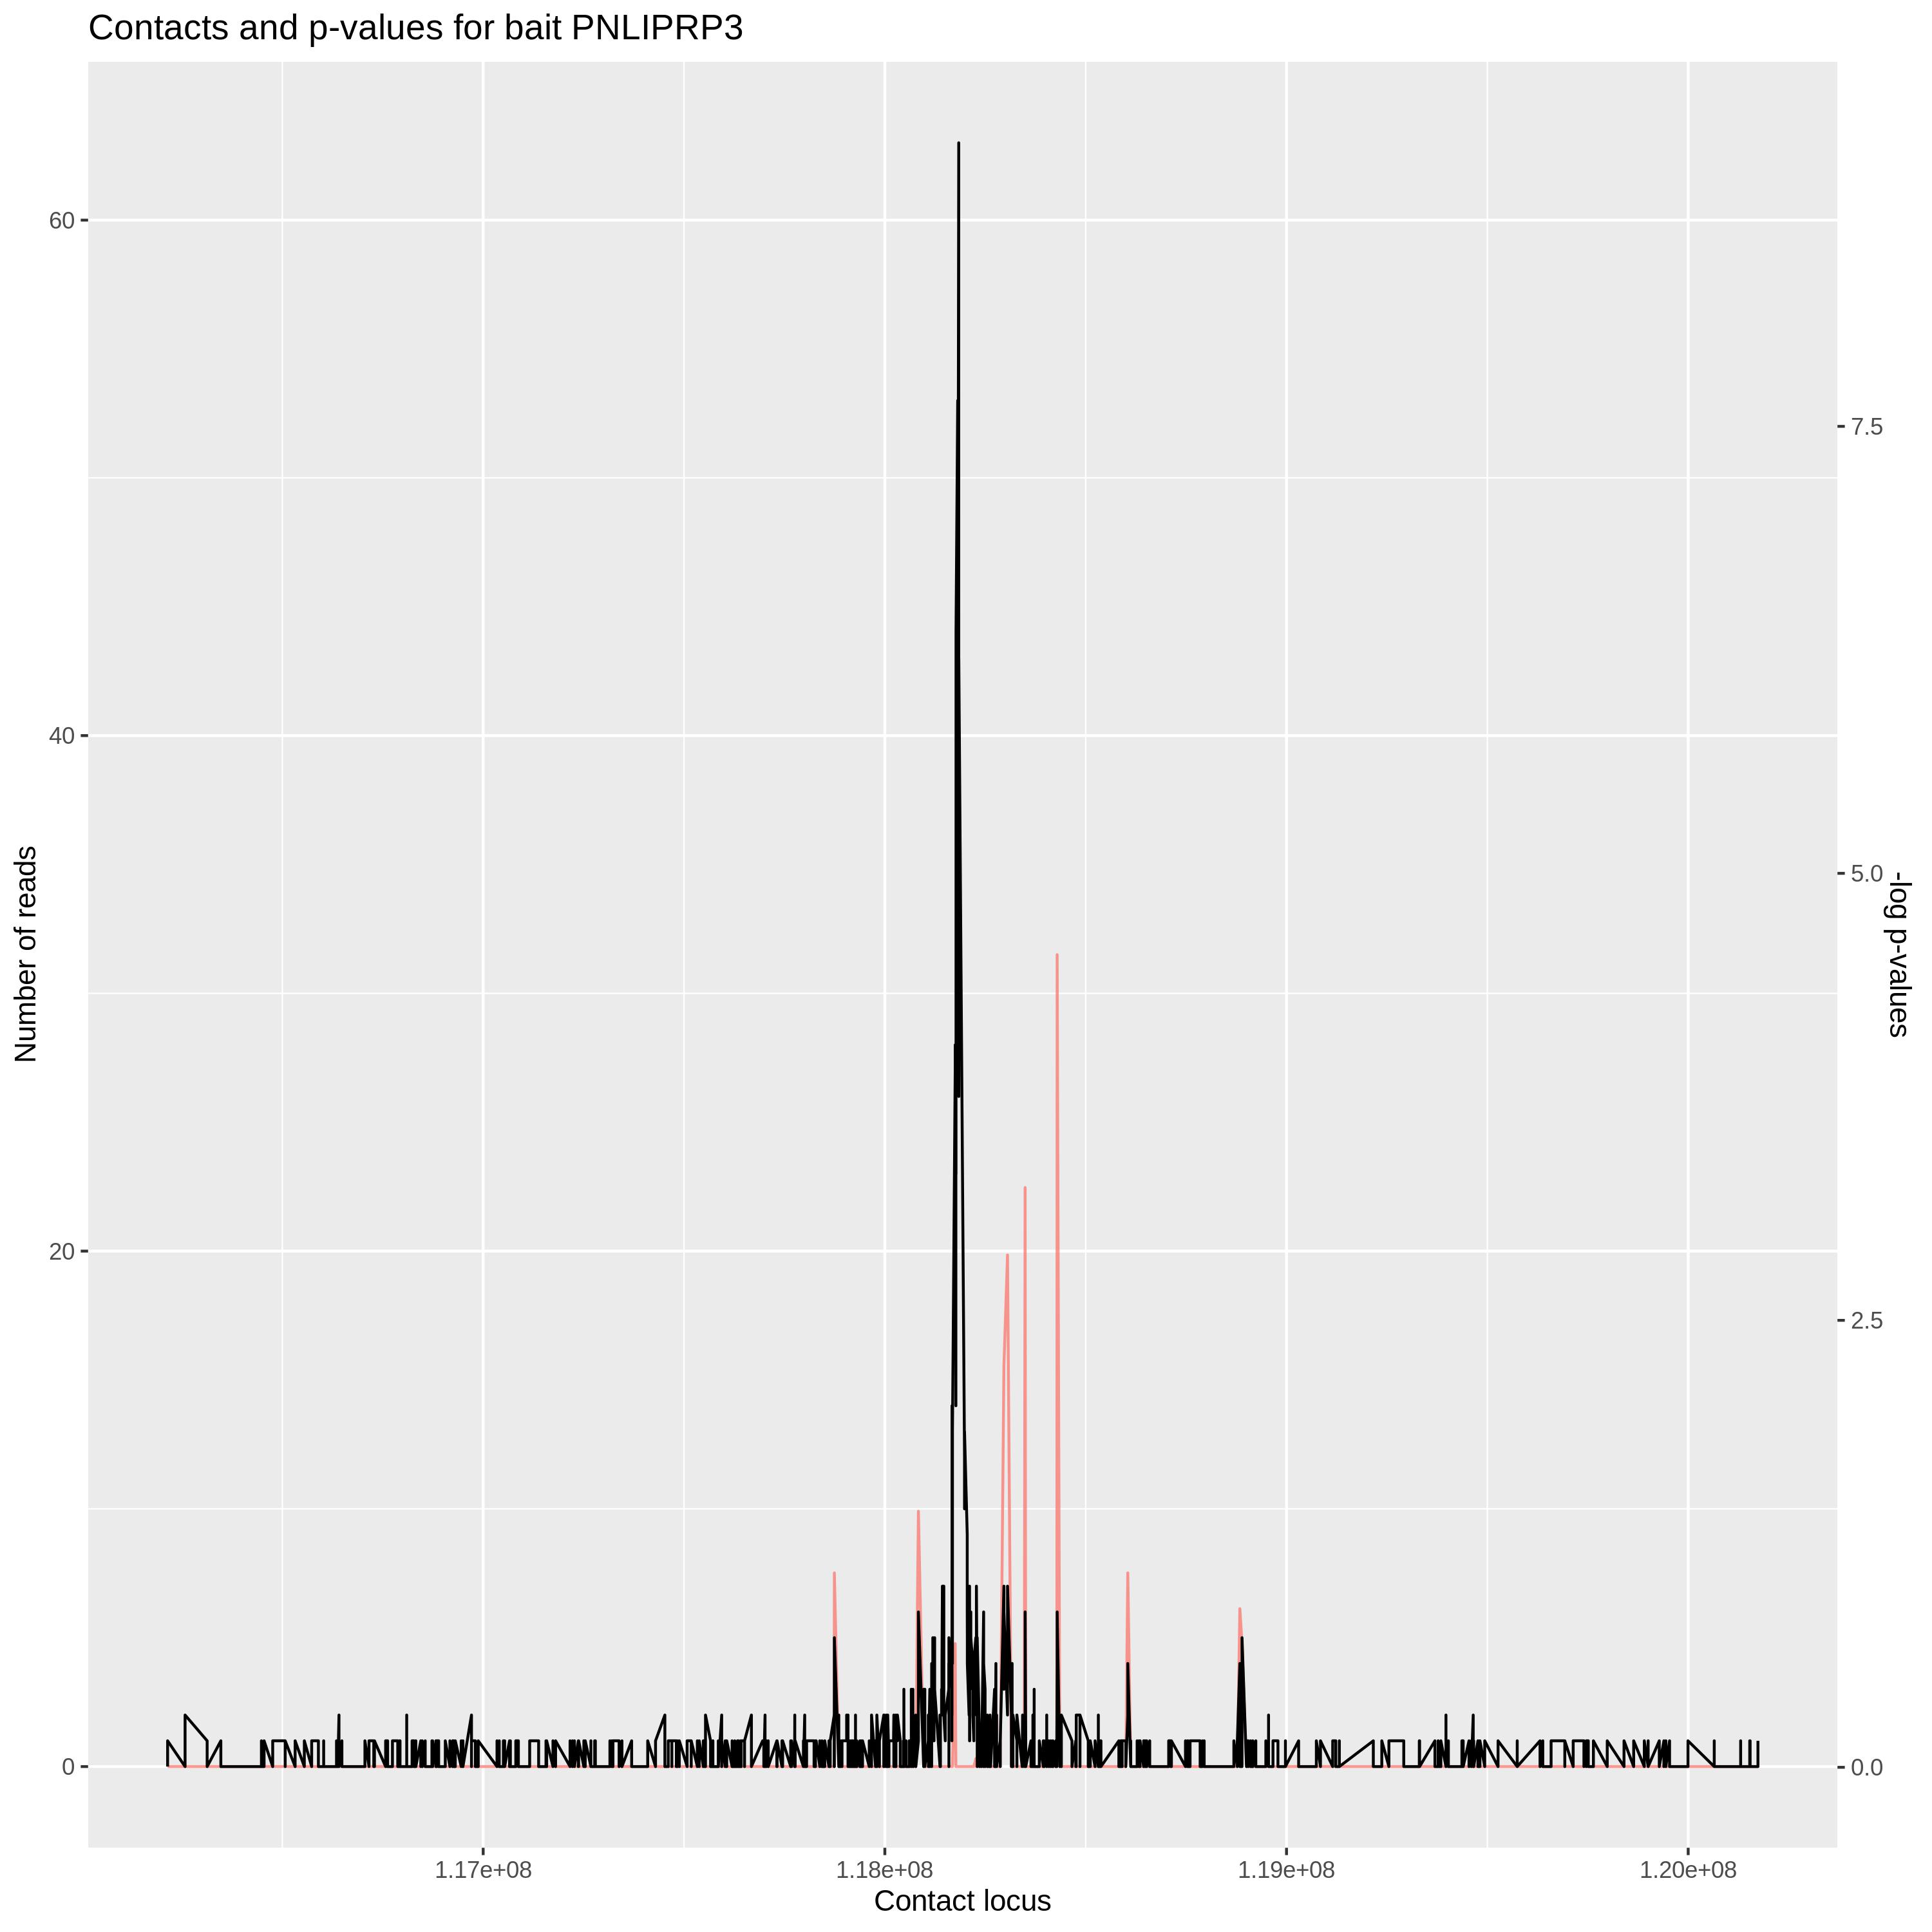 Contacts and p-values for bait PNLIPRP3
Number of reads
60
40
20
0
7.5
5.0
2.5
0.0
-log p-values
1.17e+08
1.18e+08
1.19e+08
1.20e+08
Contact locus